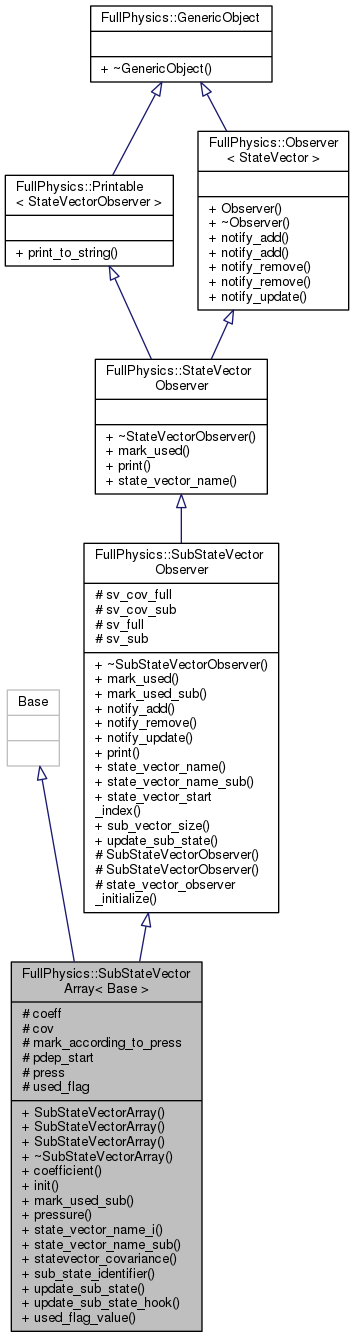 FullPhysics::GenericObject
+ ~GenericObject()
FullPhysics::Observer
< StateVector >
+ Observer()
+ ~Observer()
+ notify_add()
+ notify_add()
+ notify_remove()
+ notify_remove()
+ notify_update()
FullPhysics::Printable
< StateVectorObserver >
+ print_to_string()
FullPhysics::StateVector
Observer
+ ~StateVectorObserver()
+ mark_used()
+ print()
+ state_vector_name()
FullPhysics::SubStateVector
Observer
# sv_cov_full
# sv_cov_sub
# sv_full
# sv_sub
+ ~SubStateVectorObserver()
+ mark_used()
+ mark_used_sub()
+ notify_add()
+ notify_remove()
+ notify_update()
+ print()
+ state_vector_name()
+ state_vector_name_sub()
+ state_vector_start
_index()
+ sub_vector_size()
+ update_sub_state()
# SubStateVectorObserver()
# SubStateVectorObserver()
# state_vector_observer
_initialize()
Base
FullPhysics::SubStateVector
Array< Base >
# coeff
# cov
# mark_according_to_press
# pdep_start
# press
# used_flag
+ SubStateVectorArray()
+ SubStateVectorArray()
+ SubStateVectorArray()
+ ~SubStateVectorArray()
+ coefficient()
+ init()
+ mark_used_sub()
+ pressure()
+ state_vector_name_i()
+ state_vector_name_sub()
+ statevector_covariance()
+ sub_state_identifier()
+ update_sub_state()
+ update_sub_state_hook()
+ used_flag_value()